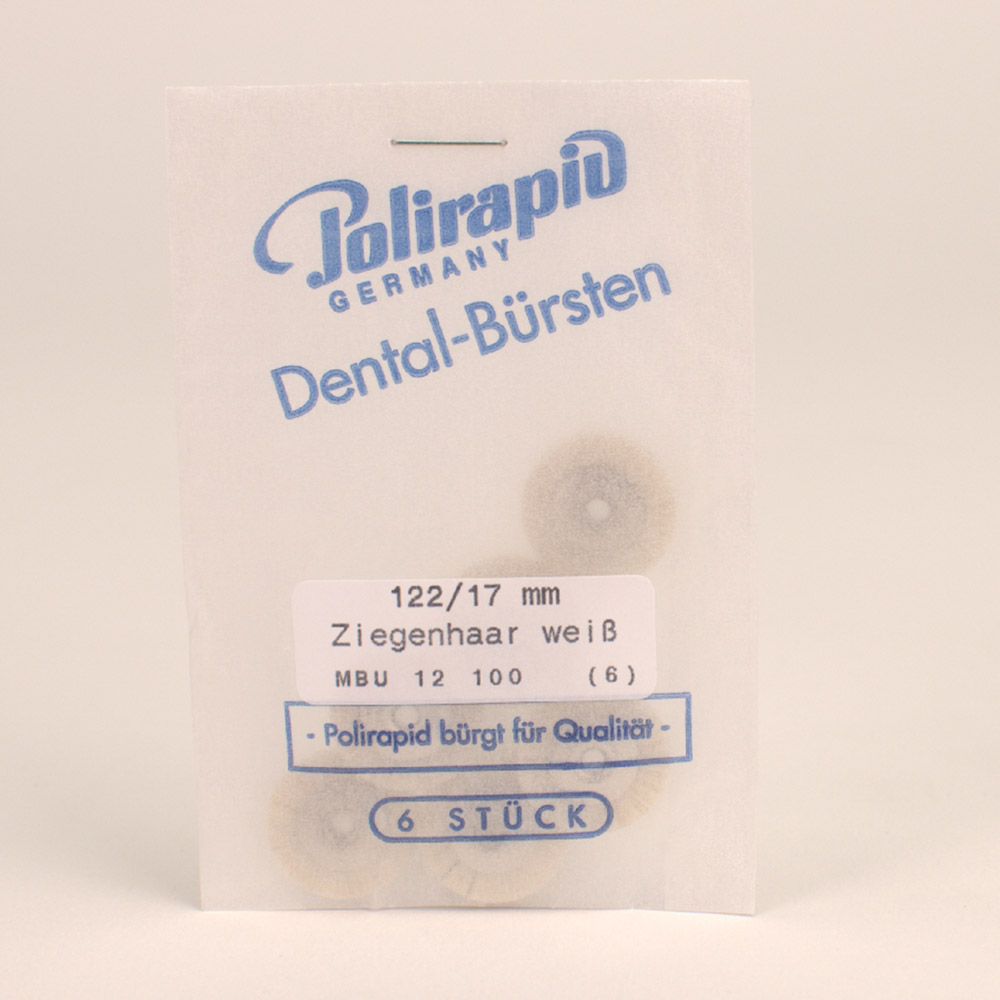 Polirapid
GERMANY
Dental-Bürsten
122/17 mm
Ziegenhaar weiß
MBU 12 100 (6)
- Polirapid bürgt für Qualität -
6 STÜCK